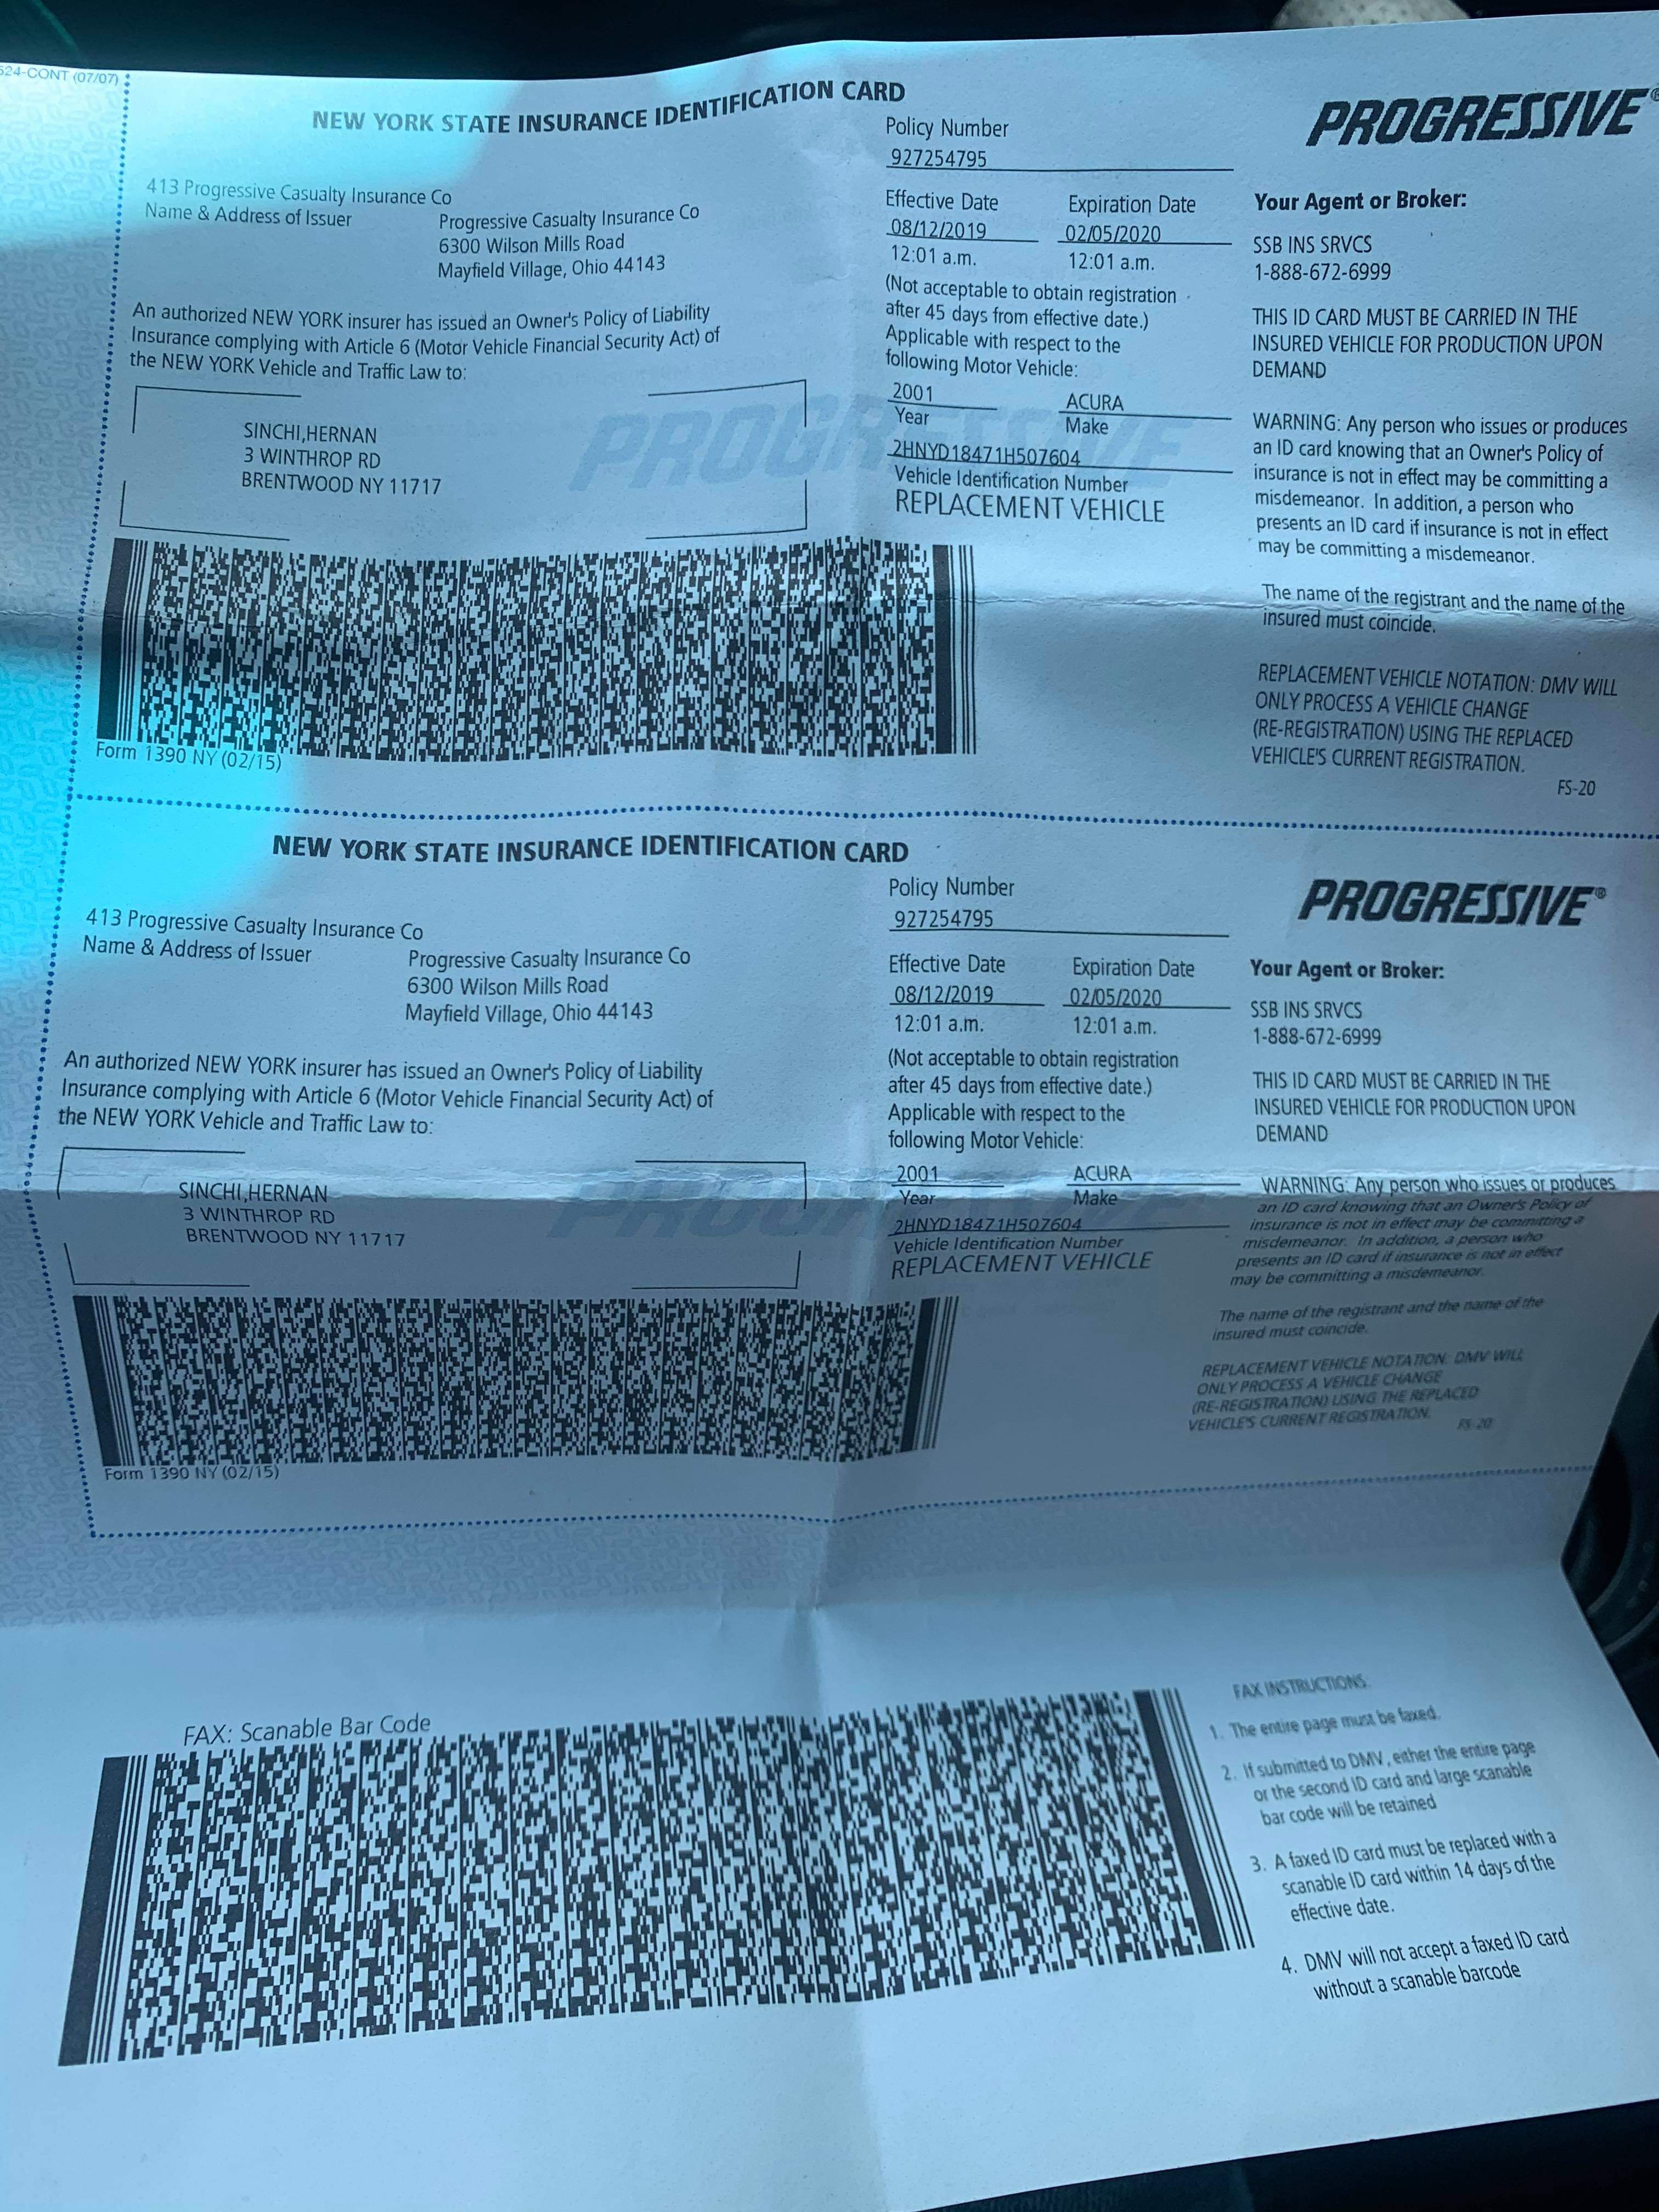 524-CONT (07/07)
NEW YORK STATE INSURANCE IDENTIFICATION CARD
PROGRESSIVE®
413 Progressive Casualty Insurance Co
Name & Address of Issuer
Progressive Casualty Insurance Co
6300 Wilson Mills Road
Mayfield Village, Ohio 44143
An authorized NEW YORK insurer has issued an Owner's Policy of Liability
Insurance complying with Article 6 (Motor Vehicle Financial Security Act) of
the NEW YORK Vehicle and Traffic Law to:
SINCHI,HERNAN
3 WINTHROP RD
BRENTWOOD NY 11717
PROGRESSIVE
Form 1390 NY (02/15)
Policy Number
927254795
Effective Date Expiration Date
08/12/2019 02/05/2020
12:01 a.m. 12:01 a.m.
(Not acceptable to obtain registration
after 45 days from effective date.)
Applicable with respect to the
following Motor Vehicle:
2001 ACURA
Year Make
2HNYD18471H507604
Vehicle Identification Number
REPLACEMENT VEHICLE
Your Agent or Broker:
SSB INS SRVCS
1-888-672-6999
THIS ID CARD MUST BE CARRIED IN THE
INSURED VEHICLE FOR PRODUCTION UPON
DEMAND
WARNING: Any person who issues or produces
an ID card knowing that an Owner's Policy of
insurance is not in effect may be committing a
misdemeanor. In addition, a person who
presents an ID card if insurance is not in effect
may be committing a misdemeanor.
The name of the registrant and the name of the
insured must coincide.
REPLACEMENT VEHICLE NOTATION: DMV WILL
ONLY PROCESS A VEHICLE CHANGE
(RE-REGISTRATION) USING THE REPLACED
VEHICLE'S CURRENT REGISTRATION.
FS-20
NEW YORK STATE INSURANCE IDENTIFICATION CARD
PROGRESSIVE®
413 Progressive Casualty Insurance Co
Name & Address of Issuer
Progressive Casualty Insurance Co
6300 Wilson Mills Road
Mayfield Village, Ohio 44143
An authorized NEW YORK insurer has issued an Owner's Policy of Liability
Insurance complying with Article 6 (Motor Vehicle Financial Security Act) of
the NEW YORK Vehicle and Traffic Law to:
SINCHI,HERNAN
3 WINTHROP RD
BRENTWOOD NY 11717
PROGRESSIVE
Form 1390 NY (02/15)
Policy Number
927254795
Effective Date Expiration Date
08/12/2019 02/05/2020
12:01 a.m. 12:01 a.m.
(Not acceptable to obtain registration
after 45 days from effective date.)
Applicable with respect to the
following Motor Vehicle:
2001 ACURA
Year Make
2HNYD18471H507604
Vehicle Identification Number
REPLACEMENT VEHICLE
Your Agent or Broker:
SSB INS SRVCS
1-888-672-6999
THIS ID CARD MUST BE CARRIED IN THE
INSURED VEHICLE FOR PRODUCTION UPON
DEMAND
WARNING: Any person who issues or produces
an ID card knowing that an Owner's Policy of
insurance is not in effect may be committing a
misdemeanor. In addition, a person who
presents an ID card if insurance is not in effect
may be committing a misdemeanor.
The name of the registrant and the name of the
insured must coincide.
REPLACEMENT VEHICLE NOTATION: DMV WILL
ONLY PROCESS A VEHICLE CHANGE
(RE-REGISTRATION) USING THE REPLACED
VEHICLE'S CURRENT REGISTRATION.
FS-20
FAX: Scanable Bar Code
FAX INSTRUCTIONS:
1. The entire page must be faxed.
2. If submitted to DMV, either the entire page
or the second ID card and large scanable
bar code will be retained
3. A faxed ID card must be replaced with a
scanable ID card within 14 days of the
effective date.
4. DMV will not accept a faxed ID card
without a scanable barcode